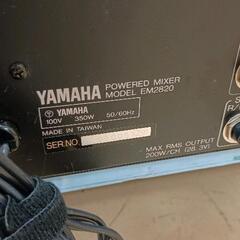 YAMAHA POWERED MIXER
MODEL EM2820
YAMAHA
100V 350W 50/60Hz
MADE IN TAIWAN
SER.NO.
MAX RMS OUTPUT
200W/CH (28.3V)